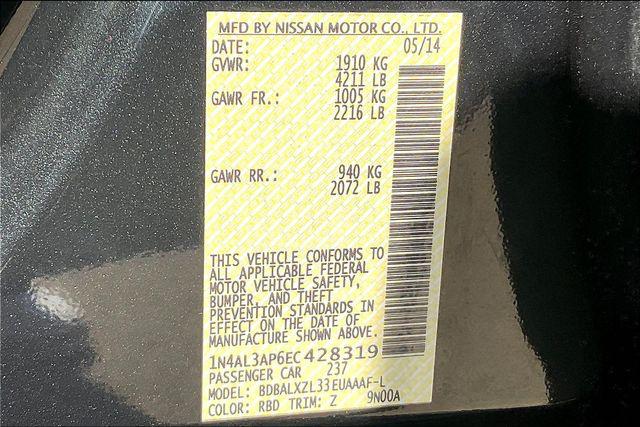 MFD BY NISSAN MOTOR CO., LTD.
DATE: 05/14
GVWR: 1910 KG
4211 LB
GAWR FR.: 1005 KG
2216 LB
GAWR RR.: 940 KG
2072 LB
THIS VEHICLE CONFORMS TO
ALL APPLICABLE FEDERAL
MOTOR VEHICLE SAFETY,
BUMPER, AND THEFT
PREVENTION STANDARDS IN
EFFECT ON THE DATE OF
MANUFACTURE SHOWN ABOVE.
1N4AL3AP6EC428319
PASSENGER CAR 237
MODEL: BDBALXZL33EUAAAF-L
COLOR: RBD TRIM: Z 9N00A